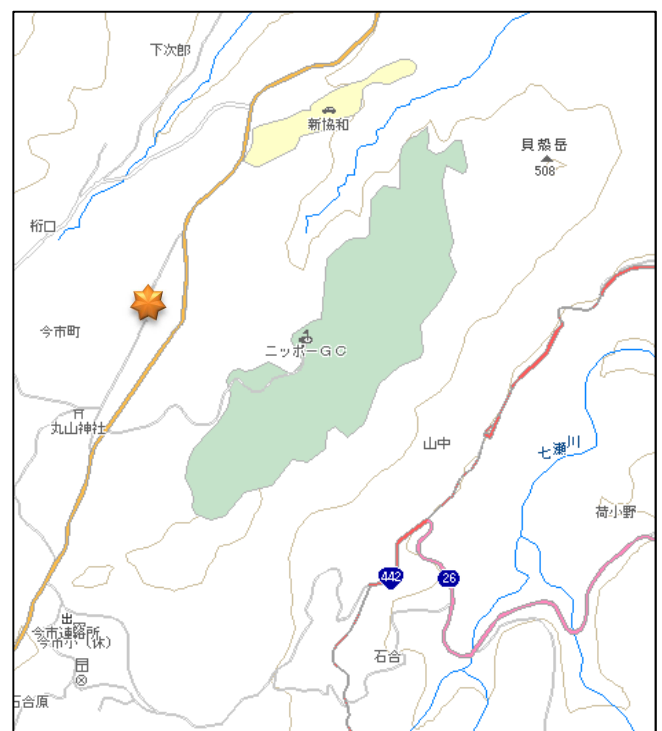 下次郎
新協和
貝殻岳
508
桁口
今市町
ニッポーGC
丸山神社
山中
七瀬川
荷小野
442
26
出
今市連絡所
今市小(休)
石合
石合原